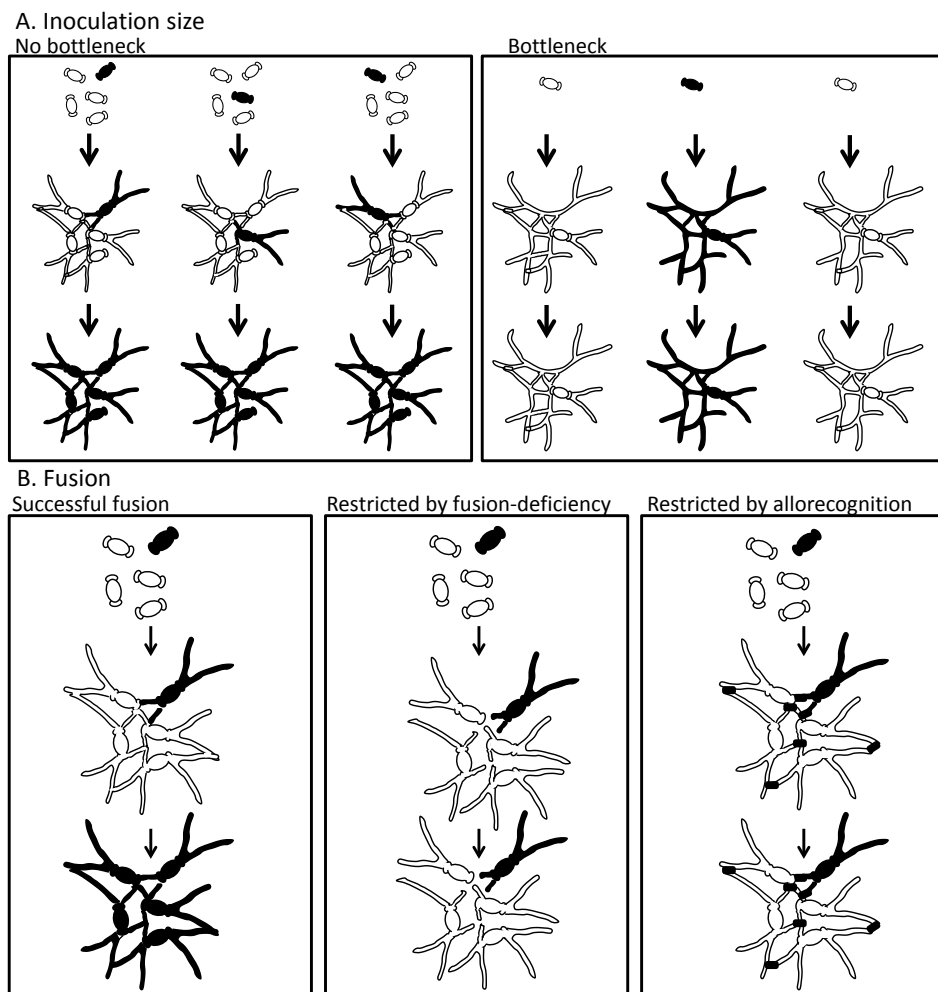 A. Inoculation size
No bottleneck
Bottleneck
B. Fusion
Successful fusion
Restricted by fusion-deficiency
Restricted by allorecognition